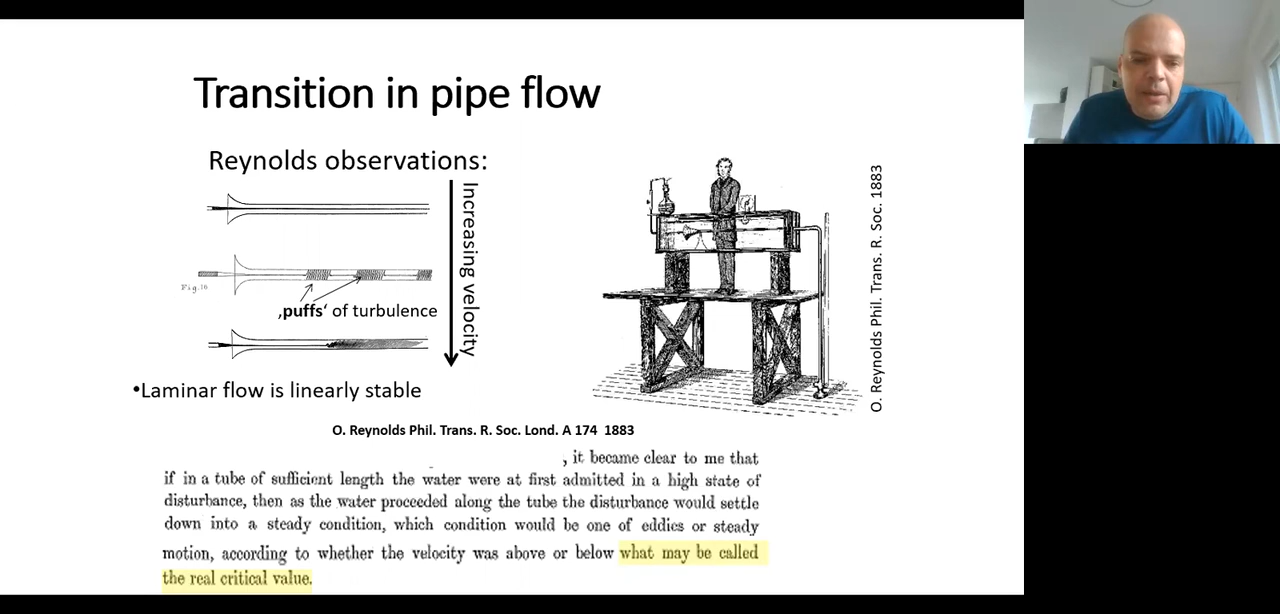 Transition in pipe flow
Reynolds observations:
Increasing velocity
Fig.16
‚puffs‘ of turbulence
•Laminar flow is linearly stable
O. Reynolds Phil. Trans. R. Soc. 1883
O. Reynolds Phil. Trans. R. Soc. Lond. A 174 1883
, it became clear to me that
if in a tube of sufficient length the water were at first admitted in a high state of
disturbance, then as the water proceeded along the tube the disturbance would settle
down into a steady condition, which condition would be one of eddies or steady
motion, according to whether the velocity was above or below what may be called
the real critical value.